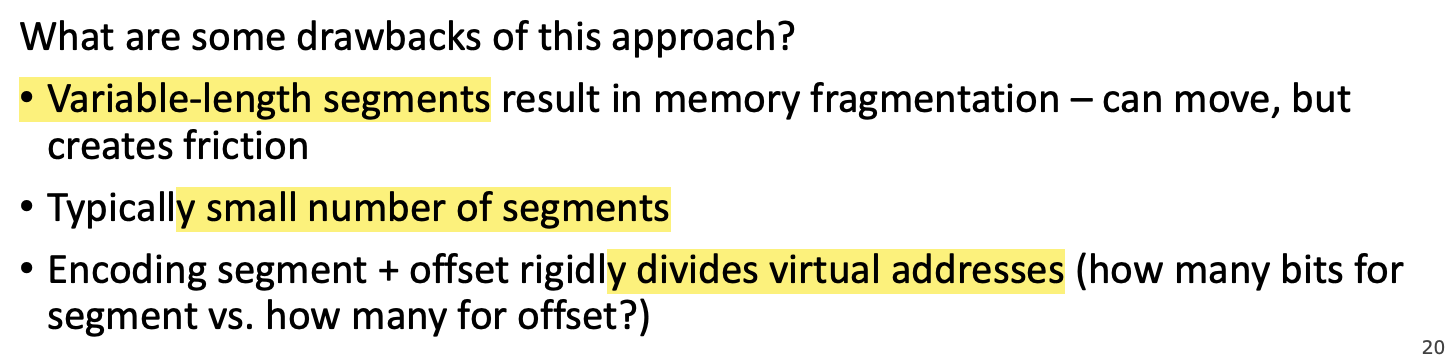 What are some drawbacks of this approach?
• Variable-length segments result in memory fragmentation – can move, but
creates friction
• Typically small number of segments
• Encoding segment + offset rigidly divides virtual addresses (how many bits for
segment vs. how many for offset?)
20